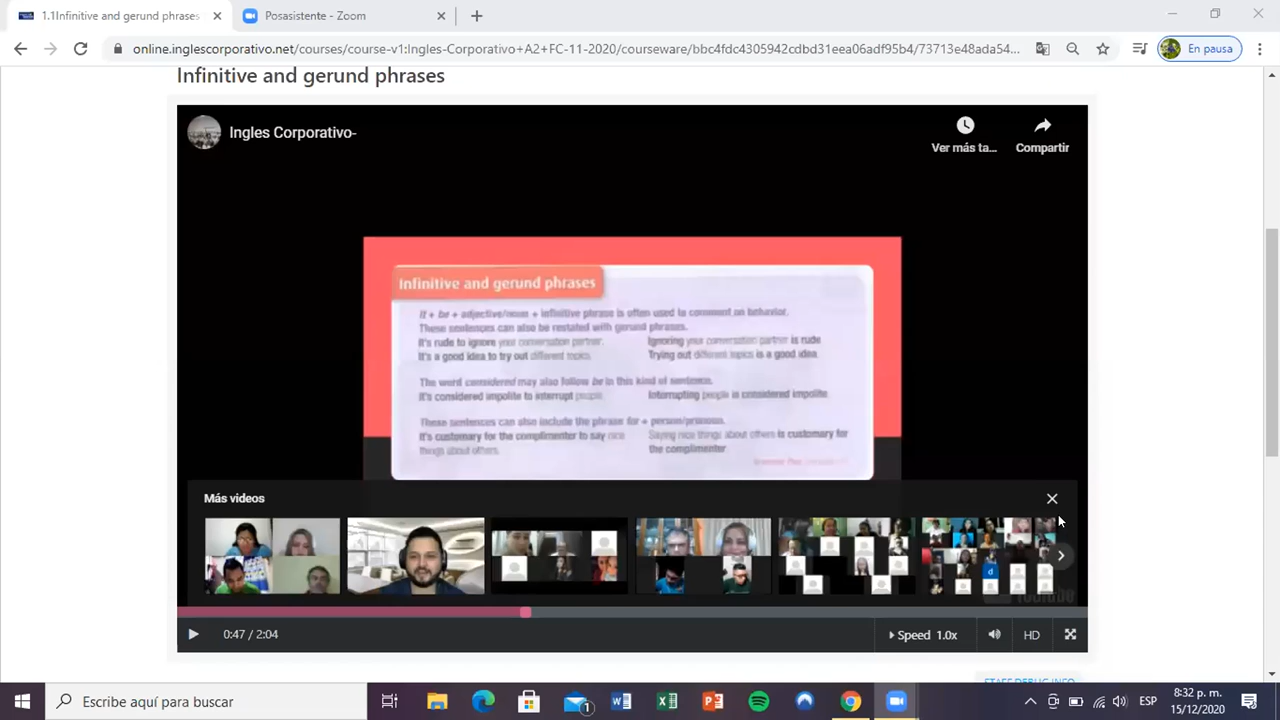 1.1Infinitive and gerund phrases
Posasistente - Zoom
online.inglescorporativo.net/courses/course-v1:Ingles-Corporativo+A2+FC-11-2020/courseware/bbc4fdc4305942cdbd31eea06adf95b4/73713e48ada54...
En pausa
Infinitive and gerund phrases
Ingles Corporativo-
Ver más ta...
Compartir
Infinitive and gerund phrases
It + be + adjective/noun + infinitive phrase is often used to comment on behavior.
These sentences can also be restated with gerund phrases.
It's rude to ignore your conversation partner.
Ignoring your conversation partner is rude
It's a good idea to try out different topics
Trying out different topics is a good idea
The word considered may also follow be in this kind of sentence.
It's considered impolite to interrupt people
Interrupting people is considered impolite
These sentences can also include the phrase for + person/pronoun.
It's customary for the complimenter to say nice
things about others.
Saying nice things about others is customary for
the complimenter
Más videos
0:47 / 2:04
Speed 1.0x
HD
STAFF DEBUG INFO
Escribe aquí para buscar
1
ESP
8:32 p. m.
15/12/2020